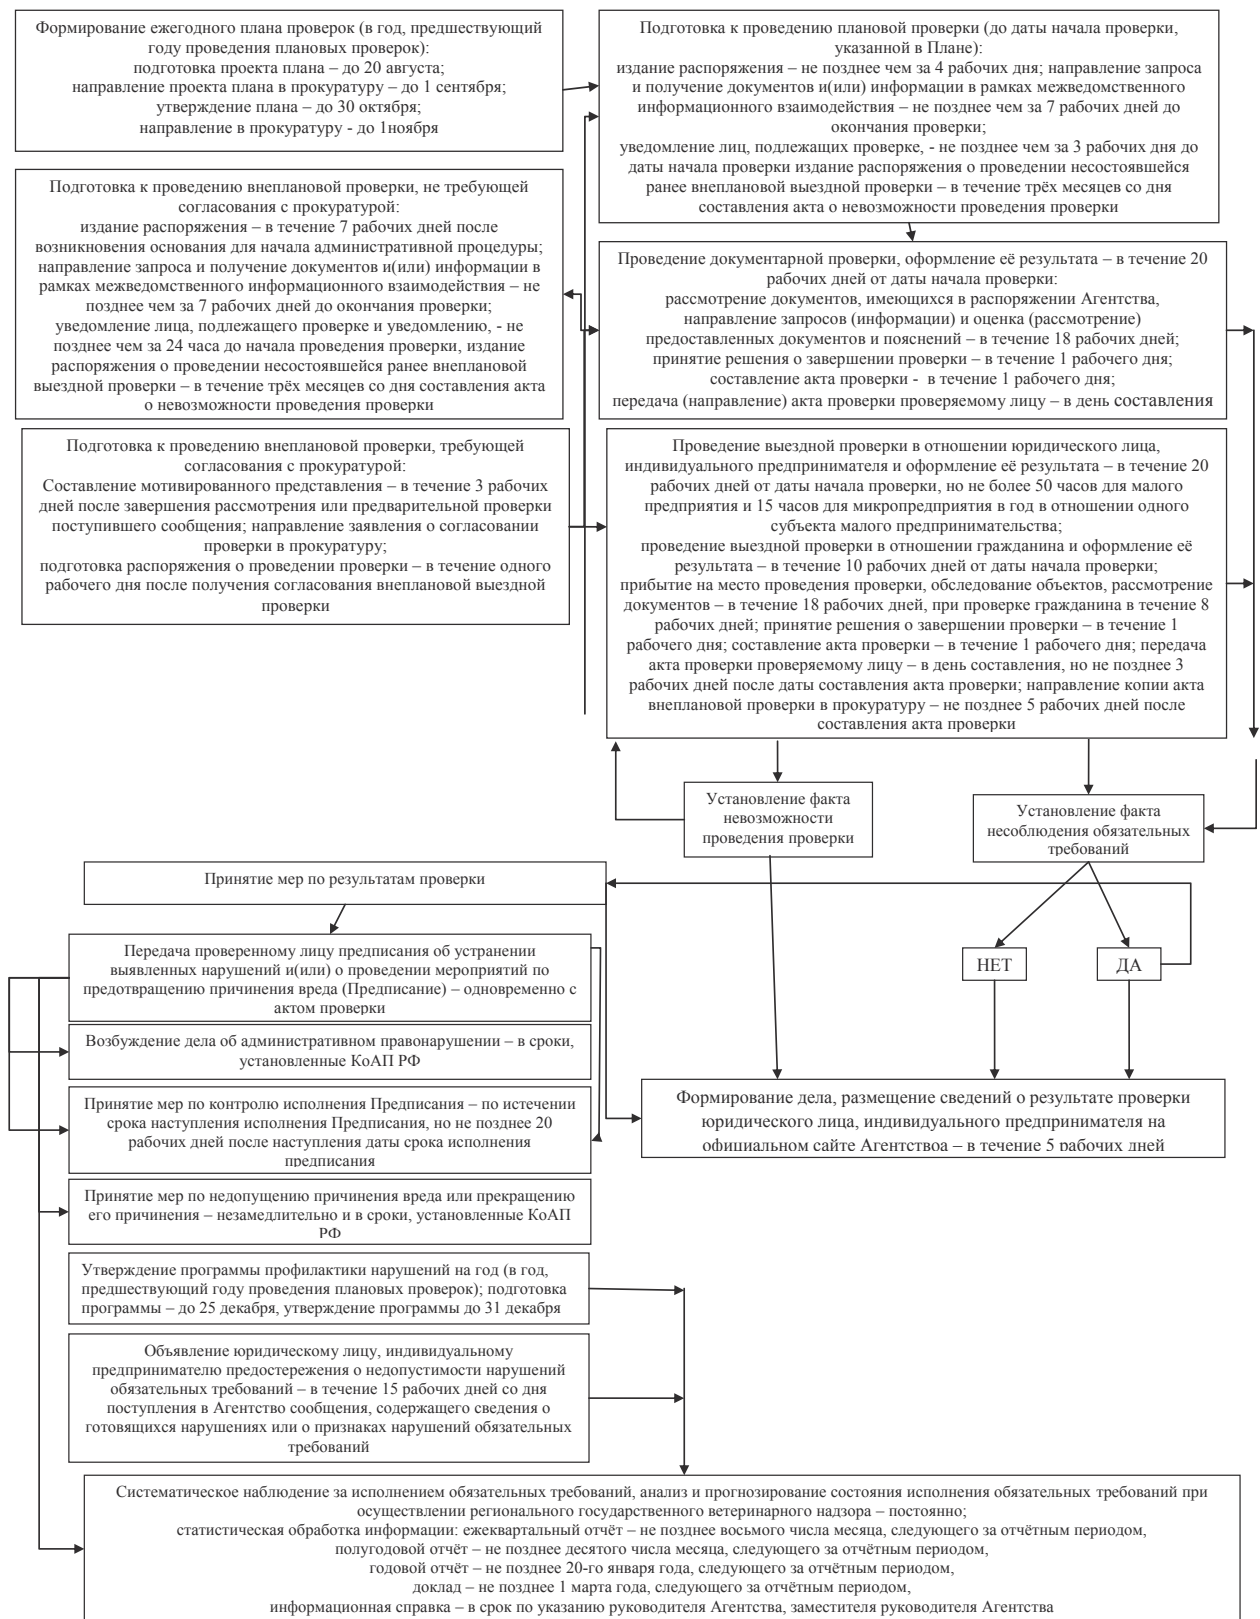 Формирование ежегодного плана проверок (в год, предшествующий
году проведения плановых проверок):
подготовка проекта плана – до 20 августа;
направление проекта плана в прокуратуру – до 1 сентября;
утверждение плана – до 30 октября;
направление в прокуратуру - до 1ноября
Подготовка к проведению плановой проверки (до даты начала проверки,
указанной в Плане):
издание распоряжения – не позднее чем за 4 рабочих дня; направление запроса
и получение документов и(или) информации в рамках межведомственного
информационного взаимодействия – не позднее чем за 7 рабочих дней до
окончания проверки;
уведомление лиц, подлежащих проверке, - не позднее чем за 3 рабочих дня до
даты начала проверки издание распоряжения о проведении несостоявшейся
ранее внеплановой выездной проверки – в течение трёх месяцев со дня
составления акта о невозможности проведения проверки
Подготовка к проведению внеплановой проверки, не требующей
согласования с прокуратурой:
издание распоряжения – в течение 7 рабочих дней после
возникновения основания для начала административной процедуры;
направление запроса и получение документов и(или) информации в
рамках межведомственного информационного взаимодействия – не
позднее чем за 7 рабочих дней до окончания проверки;
уведомление лица, подлежащего проверке и уведомлению, - не
позднее чем за 24 часа до начала проведения проверки, издание
распоряжения о проведении несостоявшейся ранее внеплановой
выездной проверки – в течение трёх месяцев со дня составления акта
о невозможности проведения проверки
Проведение документарной проверки, оформление её результата – в течение 20
рабочих дней от даты начала проверки:
рассмотрение документов, имеющихся в распоряжении Агентства,
направление запросов (информации) и оценка (рассмотрение)
предоставленных документов и пояснений – в течение 18 рабочих дней;
принятие решения о завершении проверки – в течение 1 рабочего дня;
составление акта проверки - в течение 1 рабочего дня;
передача (направление) акта проверки проверяемому лицу – в день составления
Подготовка к проведению внеплановой проверки, требующей
согласования с прокуратурой:
Составление мотивированного представления – в течение 3 рабочих
дней после завершения рассмотрения или предварительной проверки
поступившего сообщения; направление заявления о согласовании
проверки в прокуратуру;
подготовка распоряжения о проведении проверки – в течение одного
рабочего дня после получения согласования внеплановой выездной
проверки
Проведение выездной проверки в отношении юридического лица,
индивидуального предпринимателя и оформление её результата – в течение 20
рабочих дней от даты начала проверки, но не более 50 часов для малого
предприятия и 15 часов для микропредприятия в год в отношении одного
субъекта малого предпринимательства;
проведение выездной проверки в отношении гражданина и оформление её
результата – в течение 10 рабочих дней от даты начала проверки;
прибытие на место проведения проверки, обследование объектов, рассмотрение
документов – в течение 18 рабочих дней, при проверке гражданина в течение 8
рабочих дней; принятие решения о завершении проверки – в течение 1
рабочего дня; составление акта проверки – в течение 1 рабочего дня; передача
акта проверки проверяемому лицу – в день составления, но не позднее 3
рабочих дней после даты составления акта проверки; направление копии акта
внеплановой проверки в прокуратуру – не позднее 5 рабочих дней после
составления акта проверки
Установление факта
невозможности
проведения проверки
Установление факта
несоблюдения обязательных
требований
Принятие мер по результатам проверки
НЕТ
ДА
Передача проверенному лицу предписания об устранении
выявленных нарушений и(или) о проведении мероприятий по
предотвращению причинения вреда (Предписание) – одновременно с
актом проверки
Возбуждение дела об административном правонарушении – в сроки,
установленные КоАП РФ
Принятие мер по контролю исполнения Предписания – по истечении
срока наступления исполнения Предписания, но не позднее 20
рабочих дней после наступления даты срока исполнения
предписания
Формирование дела, размещение сведений о результате проверки
юридического лица, индивидуального предпринимателя на
официальном сайте Агентствоа – в течение 5 рабочих дней
Принятие мер по недопущению причинения вреда или прекращению
его причинения – незамедлительно и в сроки, установленные КоАП
РФ
Утверждение программы профилактики нарушений на год (в год,
предшествующий году проведения плановых проверок); подготовка
программы – до 25 декабря, утверждение программы до 31 декабря
Объявление юридическому лицу, индивидуальному
предпринимателю предостережения о недопустимости нарушений
обязательных требований – в течение 15 рабочих дней со дня
поступления в Агентство сообщения, содержащего сведения о
готовящихся нарушениях или о признаках нарушений обязательных
требований
Систематическое наблюдение за исполнением обязательных требований, анализ и прогнозирование состояния исполнения обязательных требований при
осуществлении регионального государственного ветеринарного надзора – постоянно;
статистическая обработка информации: ежеквартальный отчёт – не позднее восьмого числа месяца, следующего за отчётным периодом,
полугодовой отчёт – не позднее десятого числа месяца, следующего за отчётным периодом,
годовой отчёт – не позднее 20-го января года, следующего за отчётным периодом,
доклад – не позднее 1 марта года, следующего за отчётным периодом,
информационная справка – в срок по указанию руководителя Агентства, заместителя руководителя Агентства